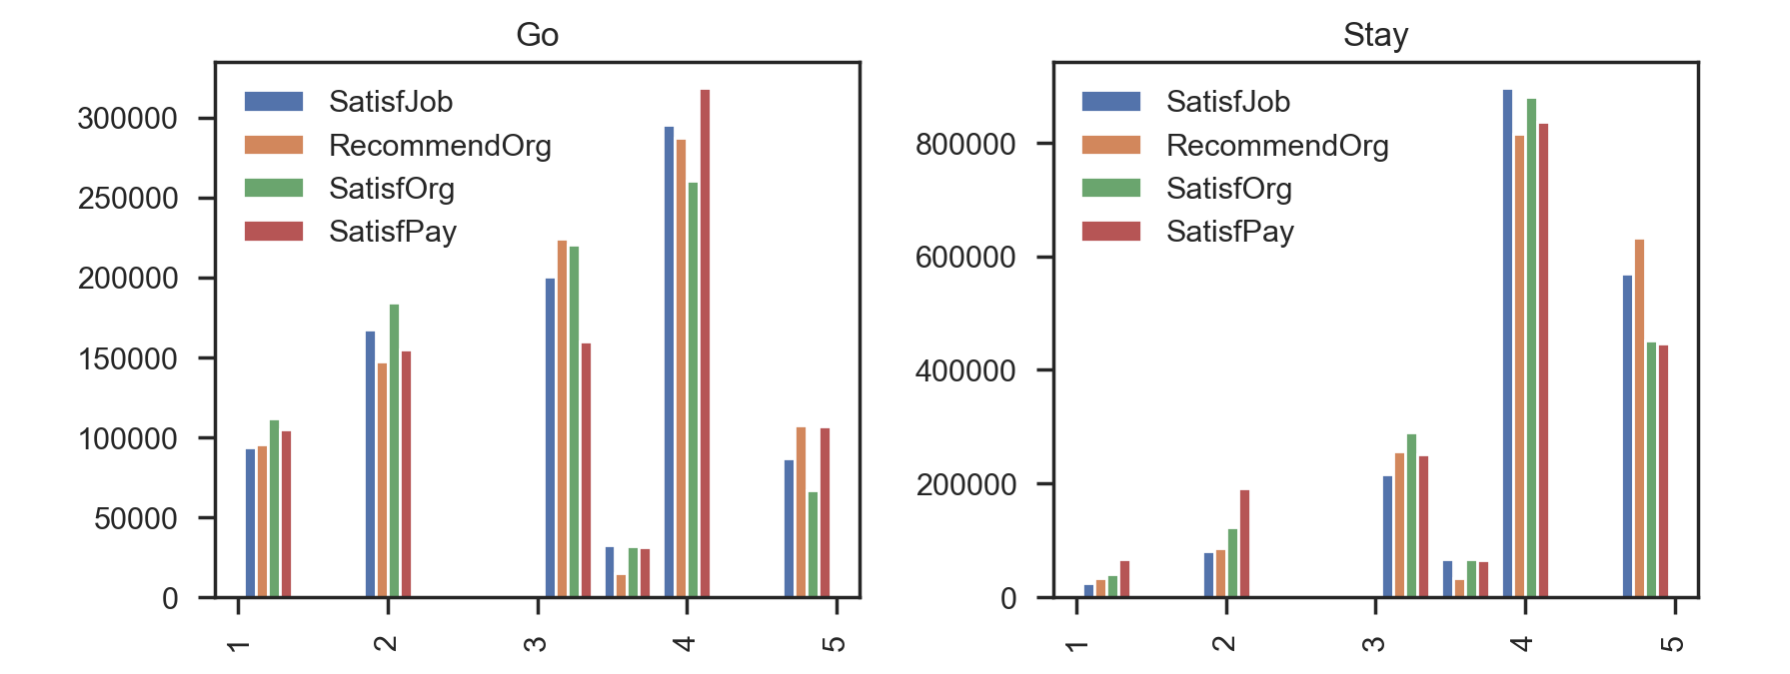 Go
SatisfJob
RecommendOrg
SatisfOrg
SatisfPay
300000
250000
200000
150000
100000
50000
0
1
2
3
4
5
Stay
SatisfJob
RecommendOrg
SatisfOrg
SatisfPay
800000
600000
400000
200000
0
1
2
3
4
5